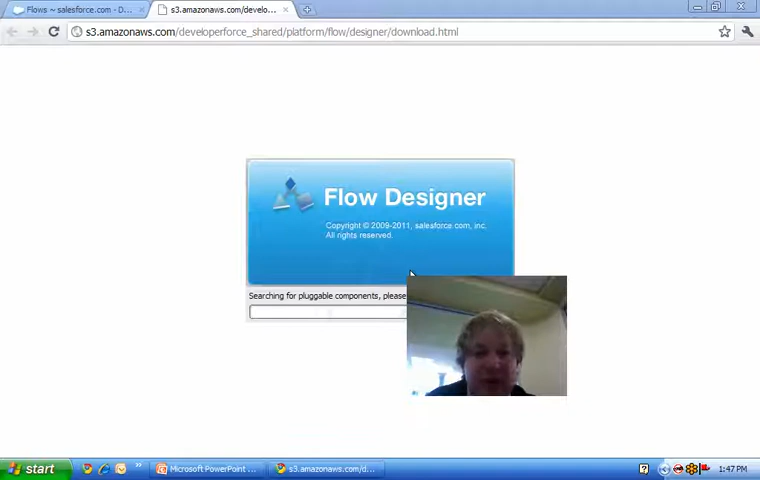 Flows ~ salesforce.com - D...
s3.amazonaws.com/develo...
s3.amazonaws.com/developerforce_shared/platform/flow/designer/download.html
Flow Designer
Copyright © 2009-2011, salesforce.com, inc.
All rights reserved.
Searching for pluggable components, please
start
Microsoft PowerPoint ...
s3.amazonaws.com/d...
1:47 PM